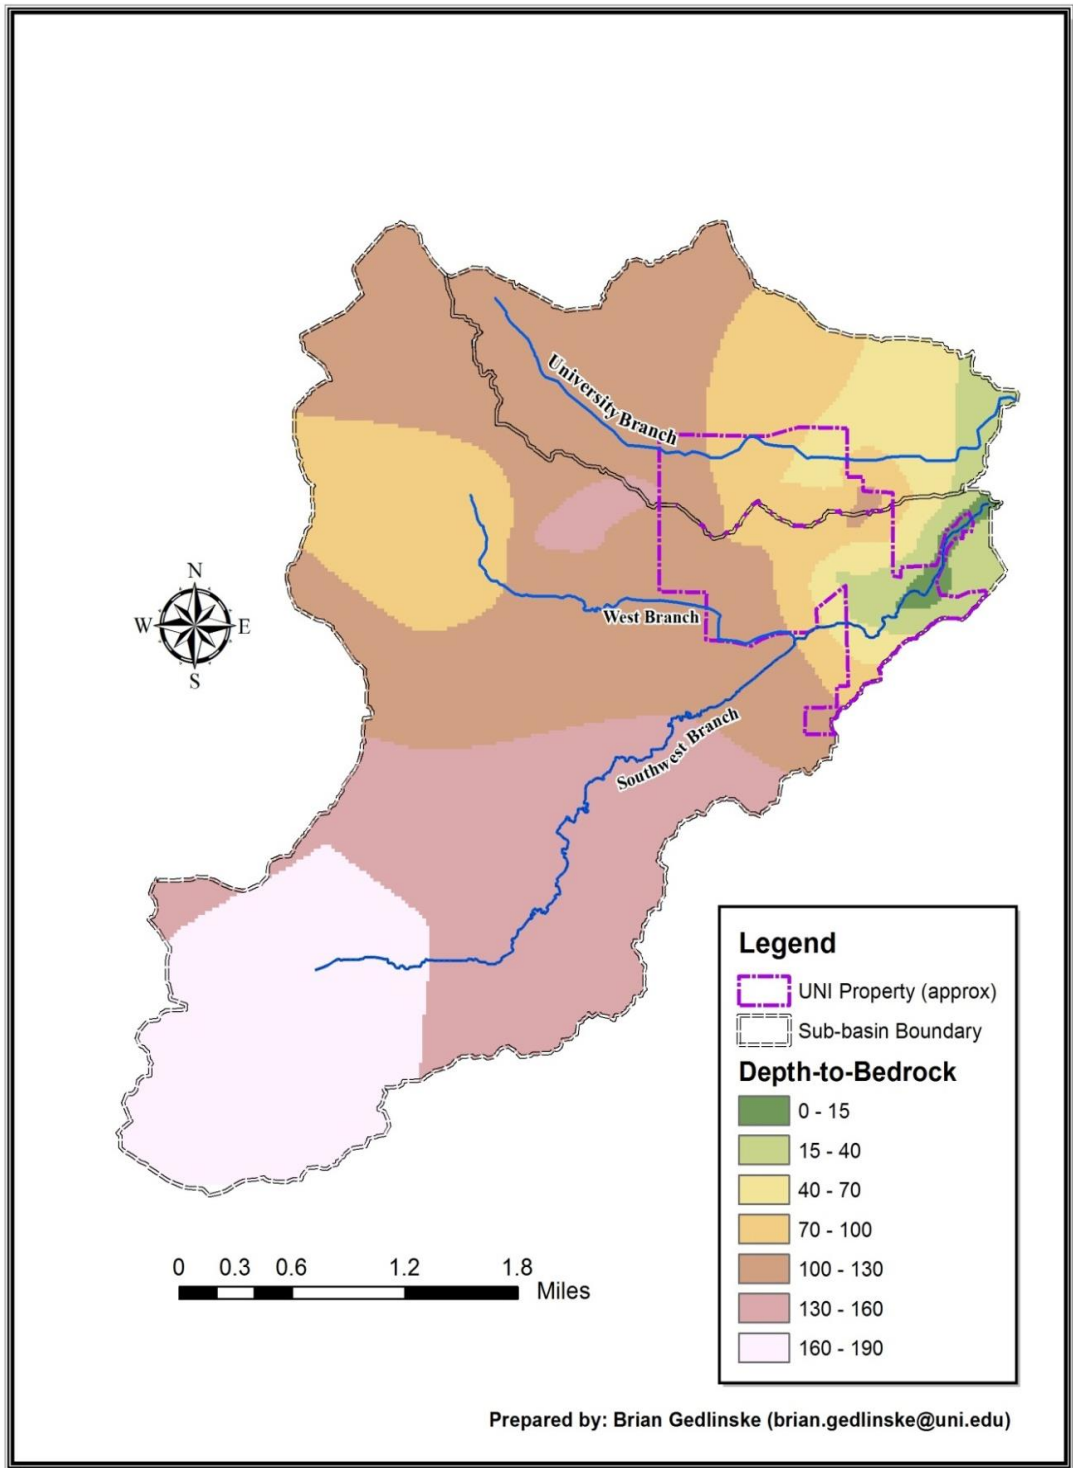 University Branch
N
W
E
S
West Branch
Southwest Branch
Legend
UNI Property (approx)
Sub-basin Boundary
Depth-to-Bedrock
0 - 15
15 - 40
40 - 70
70 - 100
100 - 130
130 - 160
160 - 190
0 0.3 0.6 1.2 1.8
Miles
Prepared by: Brian Gedlinske (brian.gedlinske@uni.edu)